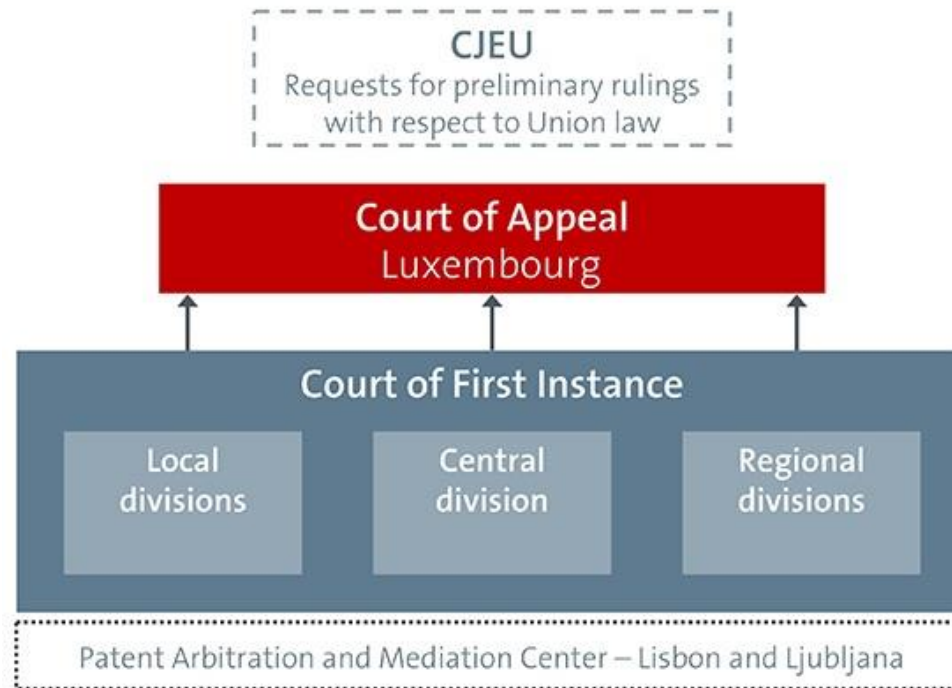 CJEU
Requests for preliminary rulings
with respect to Union law
Court of Appeal
Luxembourg
Court of First Instance
Local
divisions
Central
division
Regional
divisions
Patent Arbitration and Mediation Center – Lisbon and Ljubljana